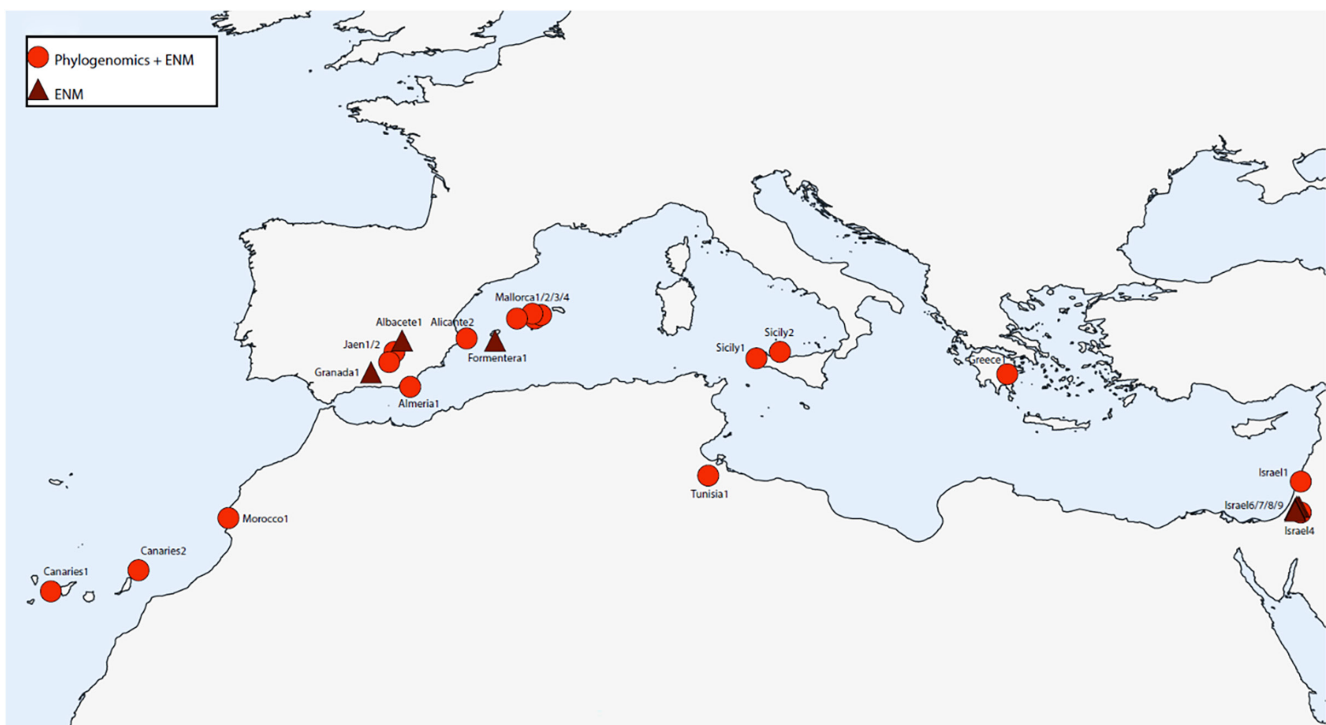 Phylogenomics + ENM
ENM
Mallorca1/2/3/4
Albacete1
Alicante2
Jaen1/2
Formentera1
Granada1
Almeria1
Sicily2
Sicily1
Greece1
Tunisia1
Israel1
Israel6/7/8/9
Israel4
Morocco1
Canaries2
Canaries1